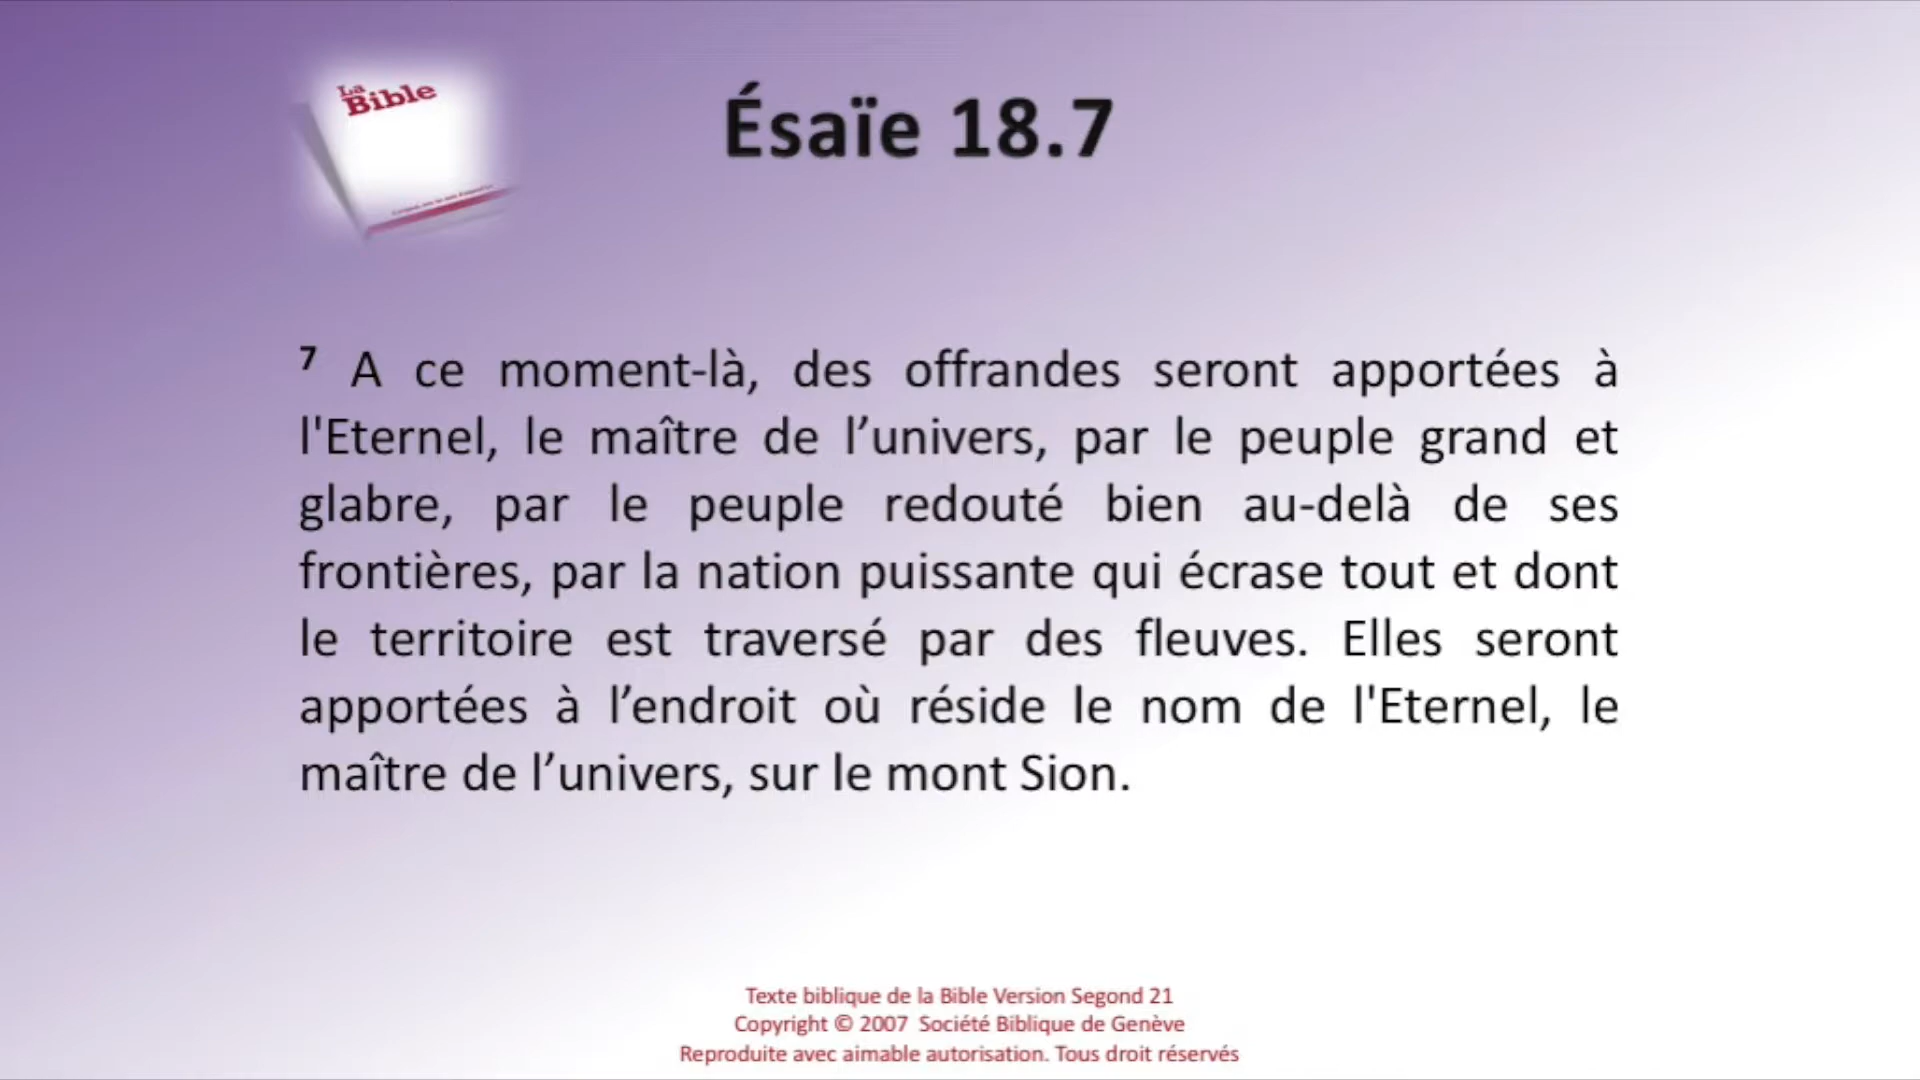 La
Bible
Ésaïe 18.7
7 A ce moment-là, des offrandes seront apportées à
l'Eternel, le maître de l’univers, par le peuple grand et
glabre, par le peuple redouté bien au-delà de ses
frontières, par la nation puissante qui écrase tout et dont
le territoire est traversé par des fleuves. Elles seront
apportées à l’endroit où réside le nom de l'Eternel, le
maître de l’univers, sur le mont Sion.
Texte biblique de la Bible Version Segond 21
Copyright © 2007 Société Biblique de Genève
Reproduite avec aimable autorisation. Tous droit réservés